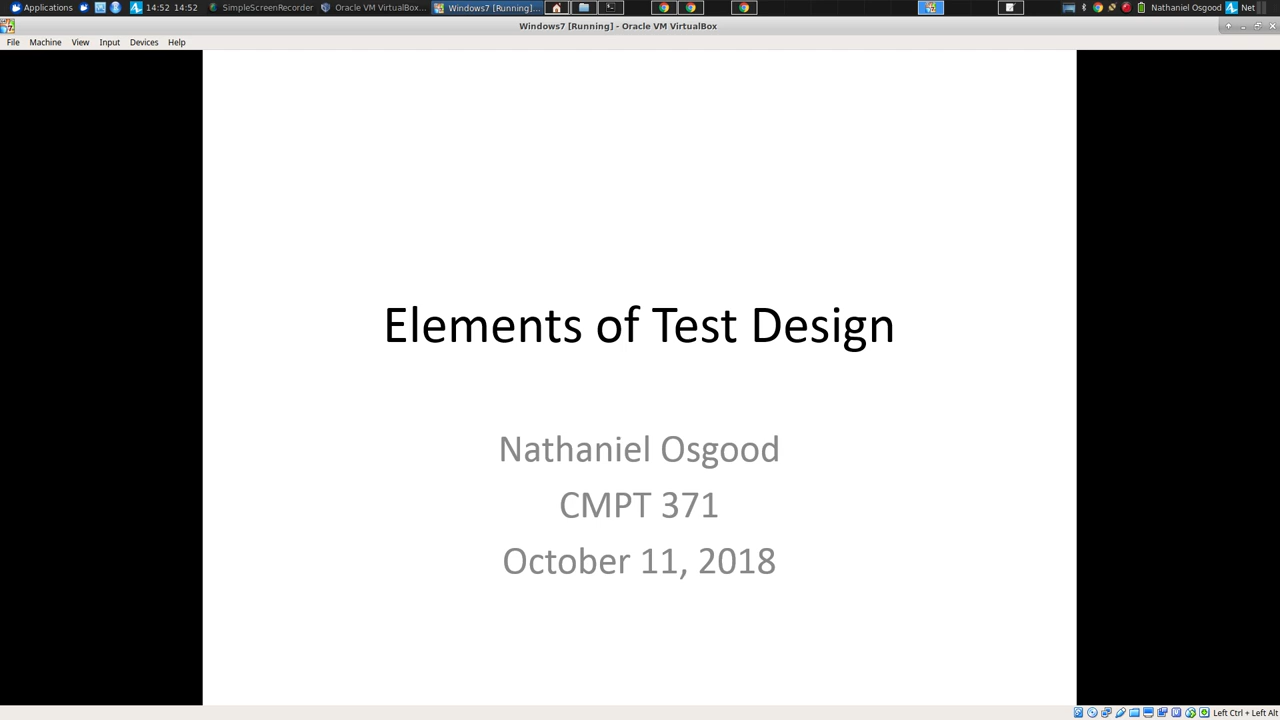 Applications 14:52 14:52 SimpleScreenRecorder Oracle VM VirtualBox... Windows7 [Running]... Nathaniel Osgood Net
Windows7 [Running] - Oracle VM VirtualBox
File Machine View Input Devices Help
Elements of Test Design
Nathaniel Osgood
CMPT 371
October 11, 2018
Left Ctrl + Left Alt